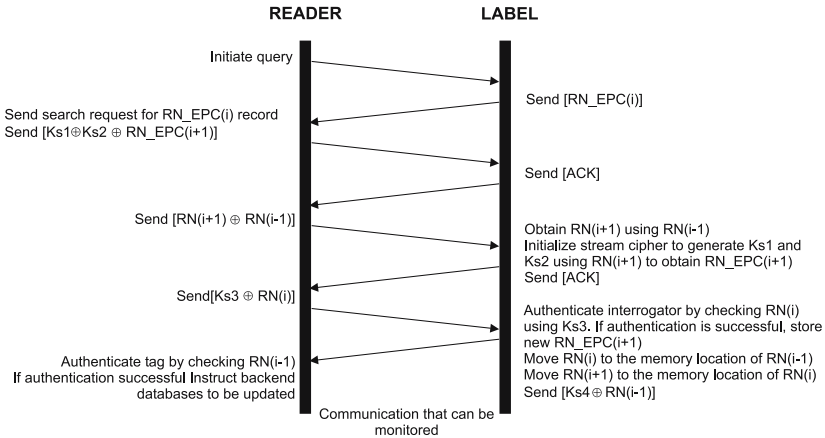 READER
LABEL
Initiate query
Send [RN_EPC(i)]
Send search request for RN_EPC(i) record
Send [Ks1⊕Ks2 ⊕ RN_EPC(i+1)]
Send [ACK]
Send [RN(i+1) ⊕ RN(i-1)]
Obtain RN(i+1) using RN(i-1)
Initialize stream cipher to generate Ks1 and
Ks2 using RN(i+1) to obtain RN_EPC(i+1)
Send [ACK]
Send[Ks3 ⊕ RN(i)]
Authenticate interrogator by checking RN(i)
using Ks3. If authentication is successful, store
new RN_EPC(i+1)
Move RN(i) to the memory location of RN(i-1)
Move RN(i+1) to the memory location of RN(i)
Send [Ks4⊕RN(i-1)]
Authenticate tag by checking RN(i-1)
If authentication successful Instruct backend
databases to be updated
Communication that can be
monitored